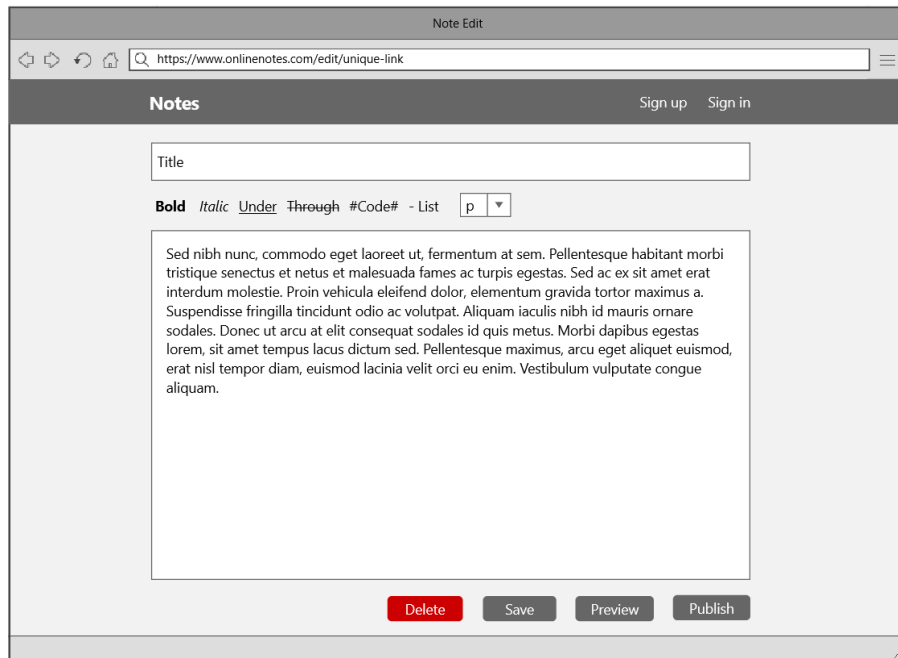 Note Edit
https://www.onlinenotes.com/edit/unique-link
Notes Sign up Sign in
Title
Bold Italic Under Through #Code# - List p
Sed nibh nunc, commodo eget laoreet ut, fermentum at sem. Pellentesque habitant morbi
tristique senectus et netus et malesuada fames ac turpis egestas. Sed ac ex sit amet erat
interdum molestie. Proin vehicula eleifend dolor, elementum gravida tortor maximus a.
Suspendisse fringilla tincidunt odio ac volutpat. Aliquam iaculis nibh id mauris ornare
sodales. Donec ut arcu at elit consequat sodales id quis metus. Morbi dapibus egestas
lorem, sit amet tempus lacus dictum sed. Pellentesque maximus, arcu eget aliquet euismod,
erat nisl tempor diam, euismod lacinia velit orci eu enim. Vestibulum vulputate congue
aliquam.
Delete Save Preview Publish